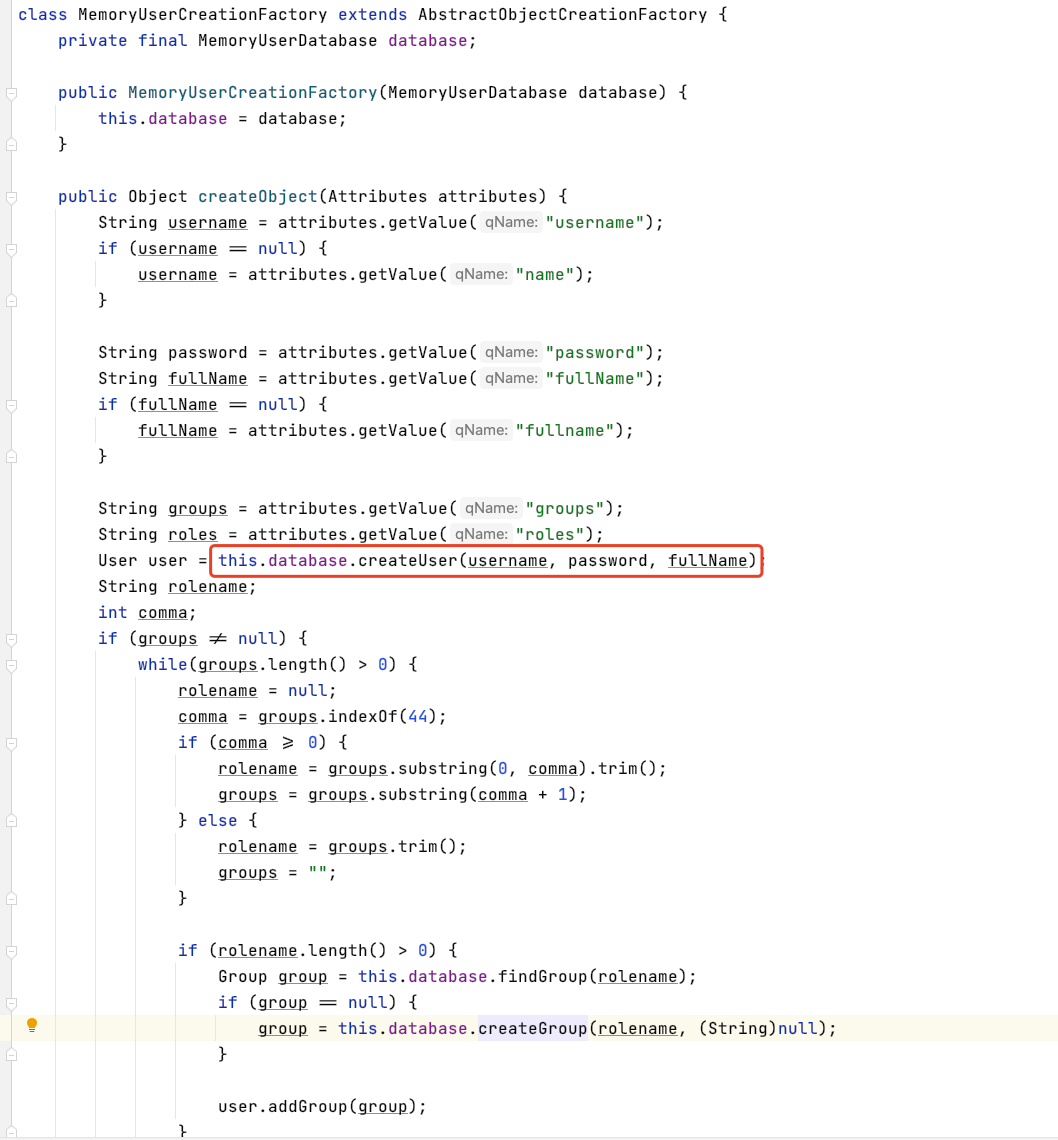 class MemoryUserCreationFactory extends AbstractObjectCreationFactory {
    private final MemoryUserDatabase database;

    public MemoryUserCreationFactory(MemoryUserDatabase database) {
        this.database = database;
    }

    public Object createObject(Attributes attributes) {
        String username = attributes.getValue( qName: "username");
        if (username == null) {
            username = attributes.getValue( qName: "name");
        }

        String password = attributes.getValue( qName: "password");
        String fullName = attributes.getValue( qName: "fullName");
        if (fullName == null) {
            fullName = attributes.getValue( qName: "fullname");
        }

        String groups = attributes.getValue( qName: "groups");
        String roles = attributes.getValue( qName: "roles");
        User user = this.database.createUser(username, password, fullName);
        String rolename;
        int comma;
        if (groups != null) {
            while(groups.length() > 0) {
                rolename = null;
                comma = groups.indexOf(44);
                if (comma >= 0) {
                    rolename = groups.substring(0, comma).trim();
                    groups = groups.substring(comma + 1);
                } else {
                    rolename = groups.trim();
                    groups = "";
                }

                if (rolename.length() > 0) {
                    Group group = this.database.findGroup(rolename);
                    if (group == null) {
                        group = this.database.createGroup(rolename, (String)null);
                    }

                    user.addGroup(group);
                }